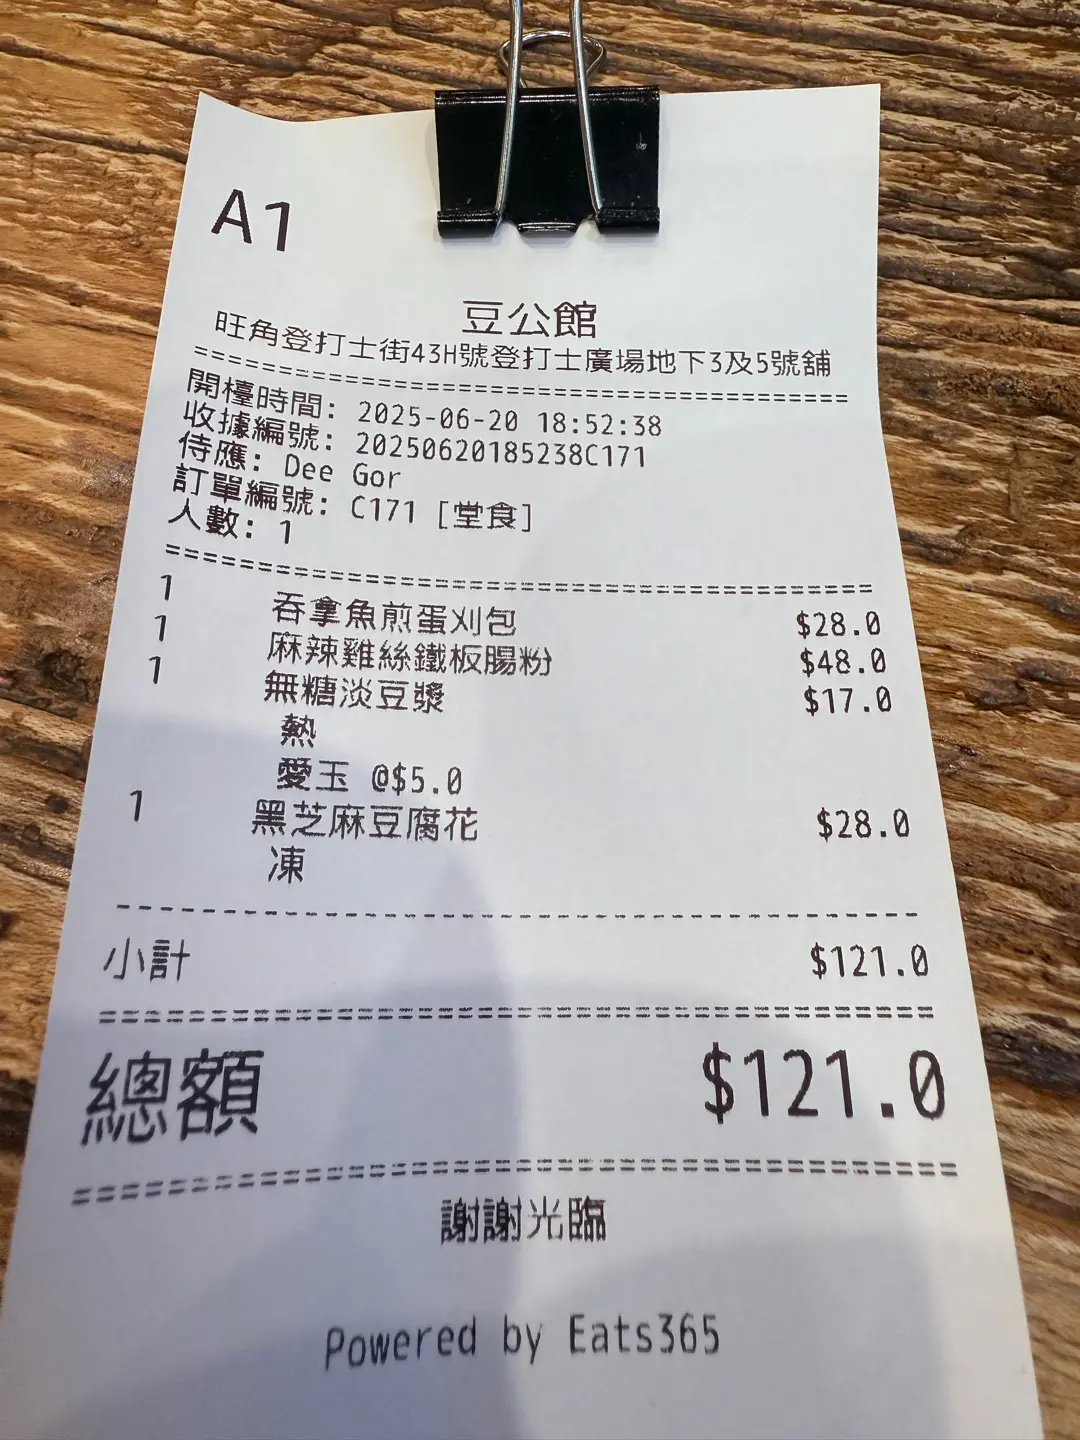 A1
豆公館
旺角登打士街43H號登打士廣場地下3及5號舖
開檯時間: 2025-06-20 18:52:38
收據編號: 20250620185238C171
侍應: Dee Gor
訂單編號: C171 [堂食]
人數: 1
1 吞拿魚煎蛋刈包 $28.0
1 麻辣雞絲鐵板腸粉 $48.0
1 無糖淡豆漿 $17.0
熱
愛玉 @$5.0
1 黑芝麻豆腐花 $28.0
凍
小計 $121.0
總額 $121.0
謝謝光臨
Powered by Eats365